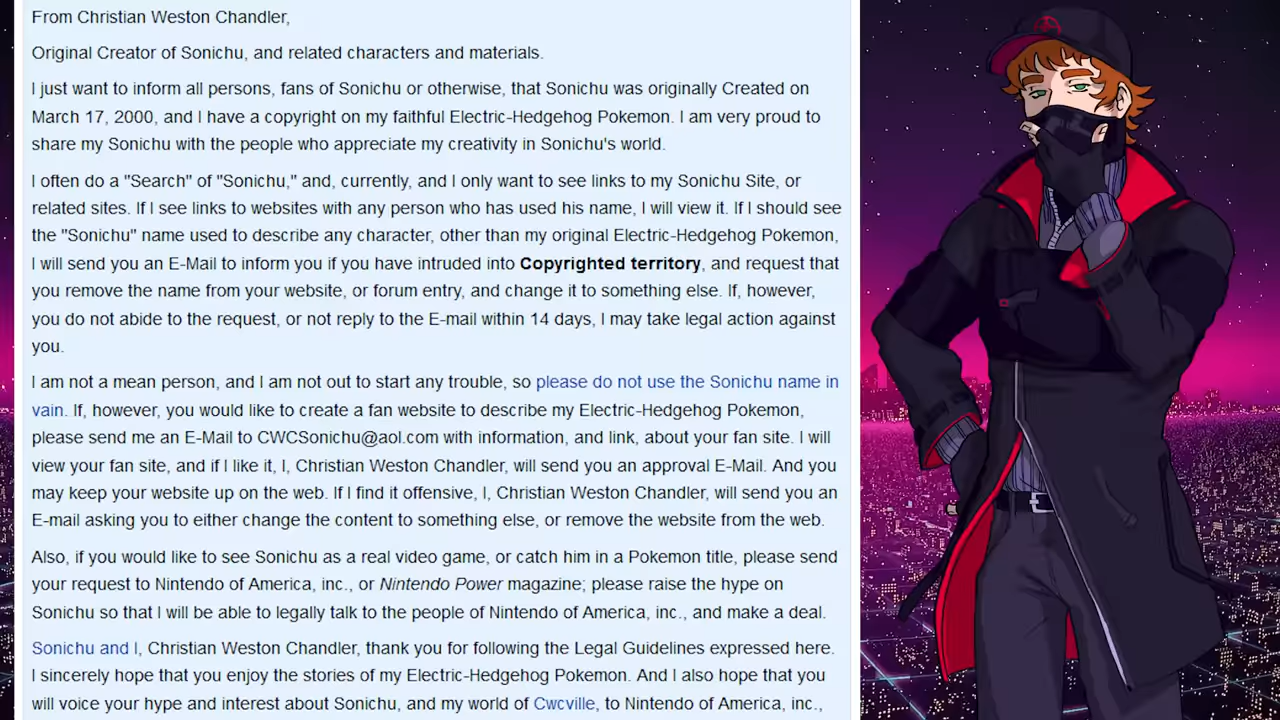 From Christian Weston Chandler,
Original Creator of Sonichu, and related characters and materials.
I just want to inform all persons, fans of Sonichu or otherwise, that Sonichu was originally Created on
March 17, 2000, and I have a copyright on my faithful Electric-Hedgehog Pokemon. I am very proud to
share my Sonichu with the people who appreciate my creativity in Sonichu's world.
I often do a "Search" of "Sonichu," and, currently, and I only want to see links to my Sonichu Site, or
related sites. If I see links to websites with any person who has used his name, I will view it. If I should see
the "Sonichu" name used to describe any character, other than my original Electric-Hedgehog Pokemon,
I will send you an E-Mail to inform you if you have intruded into Copyrighted territory, and request that
you remove the name from your website, or forum entry, and change it to something else. If, however,
you do not abide to the request, or not reply to the E-mail within 14 days, I may take legal action against
you.
I am not a mean person, and I am not out to start any trouble, so please do not use the Sonichu name in
vain. If, however, you would like to create a fan website to describe my Electric-Hedgehog Pokemon,
please send me an E-Mail to CWCSonichu@aol.com with information, and link, about your fan site. I will
view your fan site, and if I like it, I, Christian Weston Chandler, will send you an approval E-Mail. And you
may keep your website up on the web. If I find it offensive, I, Christian Weston Chandler, will send you an
E-mail asking you to either change the content to something else, or remove the website from the web.
Also, if you would like to see Sonichu as a real video game, or catch him in a Pokemon title, please send
your request to Nintendo of America, inc., or Nintendo Power magazine; please raise the hype on
Sonichu so that I will be able to legally talk to the people of Nintendo of America, inc., and make a deal.
Sonichu and I, Christian Weston Chandler, thank you for following the Legal Guidelines expressed here.
I sincerely hope that you enjoy the stories of my Electric-Hedgehog Pokemon. And I also hope that you
will voice your hype and interest about Sonichu, and my world of Cwcville, to Nintendo of America, inc.,